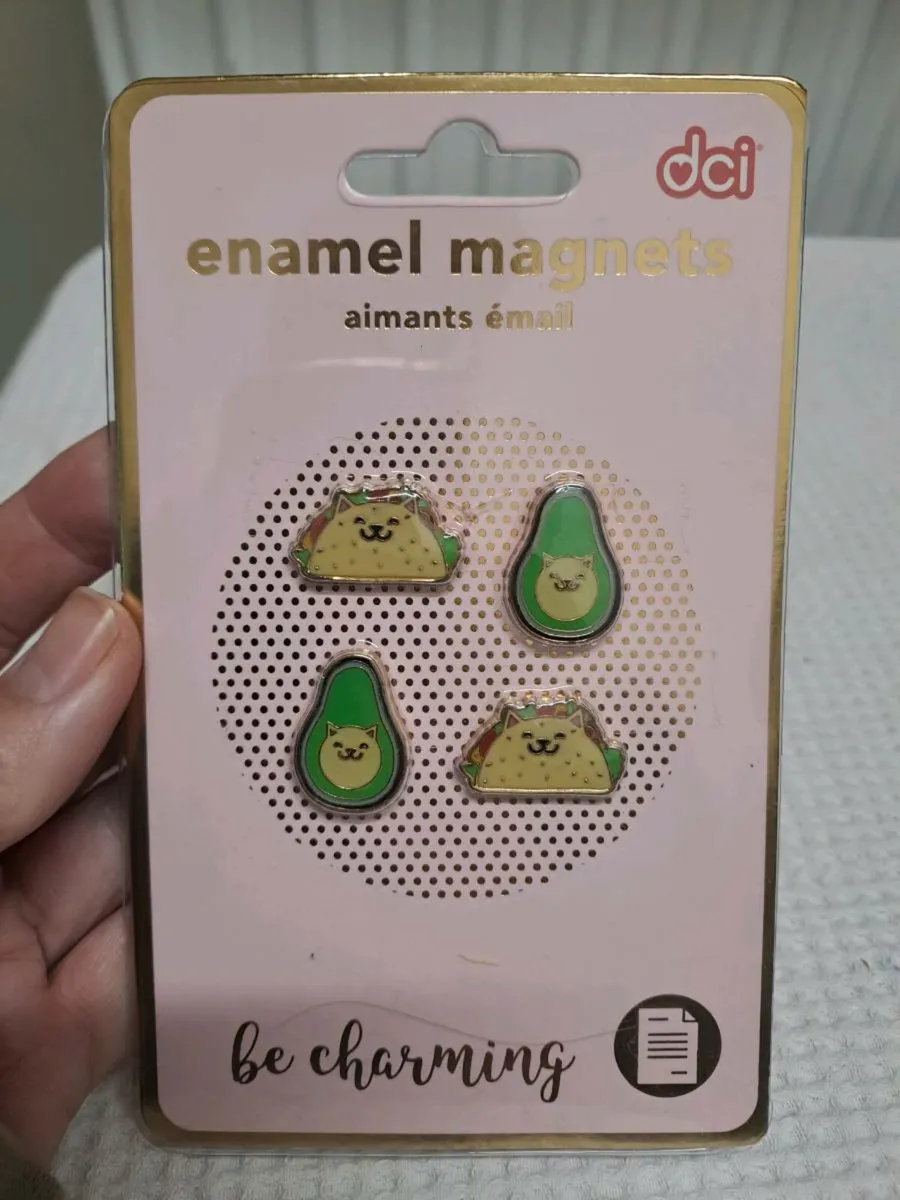 dci
enamel magnets
aimants émail
be charming